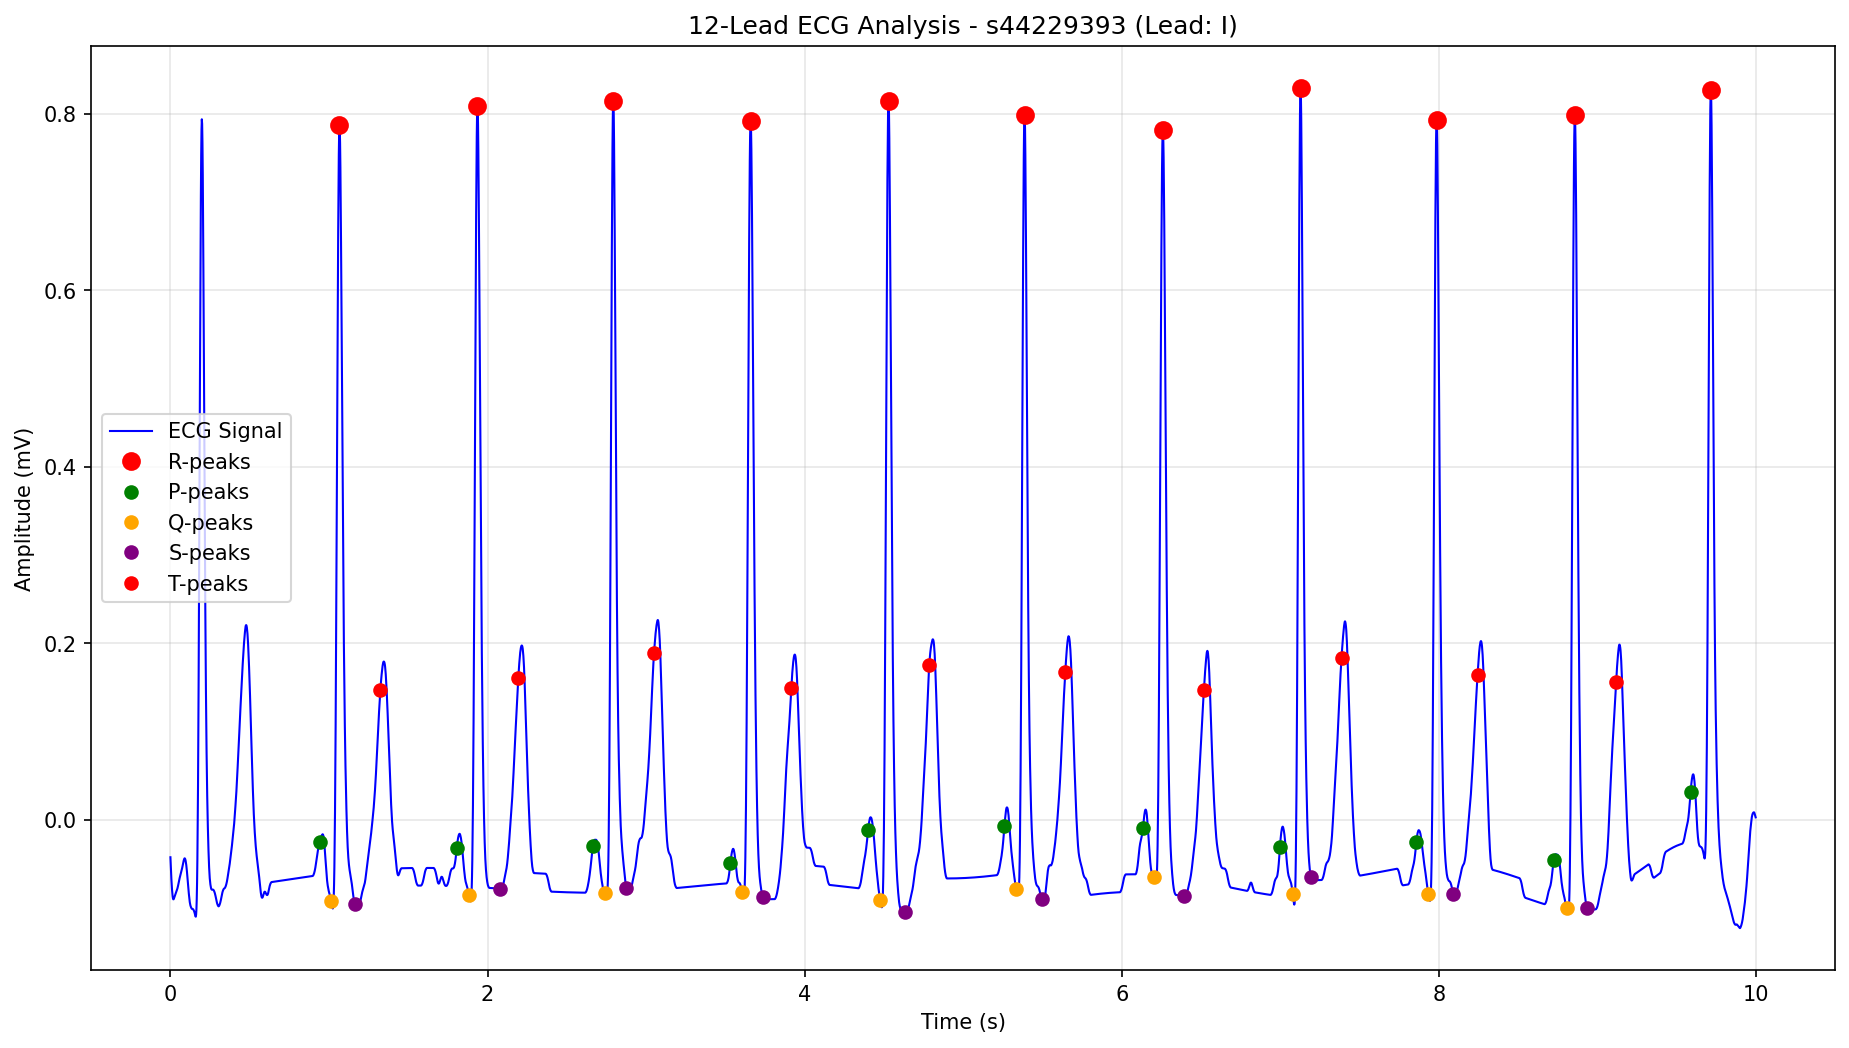 12-Lead ECG Analysis - s44229393 (Lead: I)
Amplitude (mV)
0.8
0.6
0.4
0.2
0.0
ECG Signal
R-peaks
P-peaks
Q-peaks
S-peaks
T-peaks
0 2 4 6 8 10
Time (s)